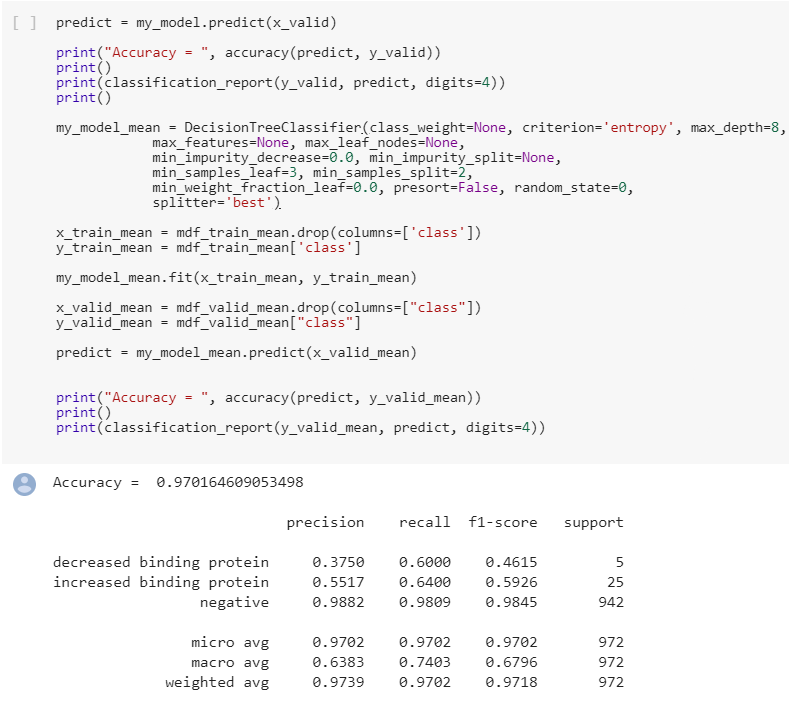 [ ] predict = my_model.predict(x_valid)
print("Accuracy = ", accuracy(predict, y_valid))
print()
print(classification_report(y_valid, predict, digits=4))
print()
my_model_mean = DecisionTreeClassifier(class_weight=None, criterion='entropy', max_depth=8,
max_features=None, max_leaf_nodes=None,
min_impurity_decrease=0.0, min_impurity_split=None,
min_samples_leaf=3, min_samples_split=2,
min_weight_fraction_leaf=0.0, presort=False, random_state=0,
splitter='best')
x_train_mean = mdf_train_mean.drop(columns=['class'])
y_train_mean = mdf_train_mean['class']
my_model_mean.fit(x_train_mean, y_train_mean)
x_valid_mean = mdf_valid_mean.drop(columns=["class"])
y_valid_mean = mdf_valid_mean["class"]
predict = my_model_mean.predict(x_valid_mean)
print("Accuracy = ", accuracy(predict, y_valid_mean))
print()
print(classification_report(y_valid_mean, predict, digits=4))
Accuracy =  0.970164609053498
precision recall f1-score support
decreased binding protein 0.3750 0.6000 0.4615 5
increased binding protein 0.5517 0.6400 0.5926 25
negative 0.9882 0.9809 0.9845 942
micro avg 0.9702 0.9702 0.9702 972
macro avg 0.6383 0.7403 0.6796 972
weighted avg 0.9739 0.9702 0.9718 972